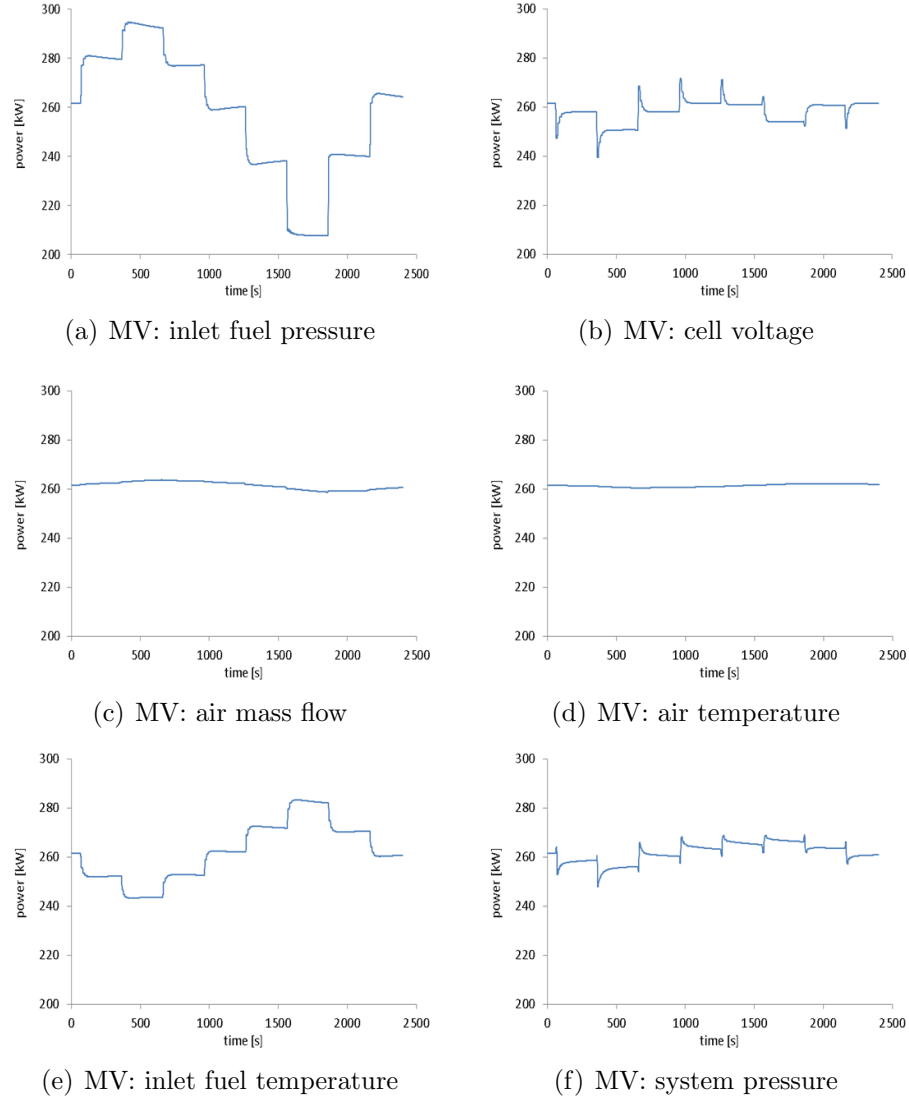 300
280
260
240
220
200
power [kW]
0 500 1000 1500 2000 2500
time [s]
(a) MV: inlet fuel pressure
300
280
260
240
220
200
power [kW]
0 500 1000 1500 2000 2500
time [s]
(b) MV: cell voltage
300
280
260
240
220
200
power [kW]
0 500 1000 1500 2000 2500
time [s]
(c) MV: air mass flow
300
280
260
240
220
200
power [kW]
0 500 1000 1500 2000 2500
time [s]
(d) MV: air temperature
300
280
260
240
220
200
power [kW]
0 500 1000 1500 2000 2500
time [s]
(e) MV: inlet fuel temperature
300
280
260
240
220
200
power [kW]
0 500 1000 1500 2000 2500
time [s]
(f) MV: system pressure